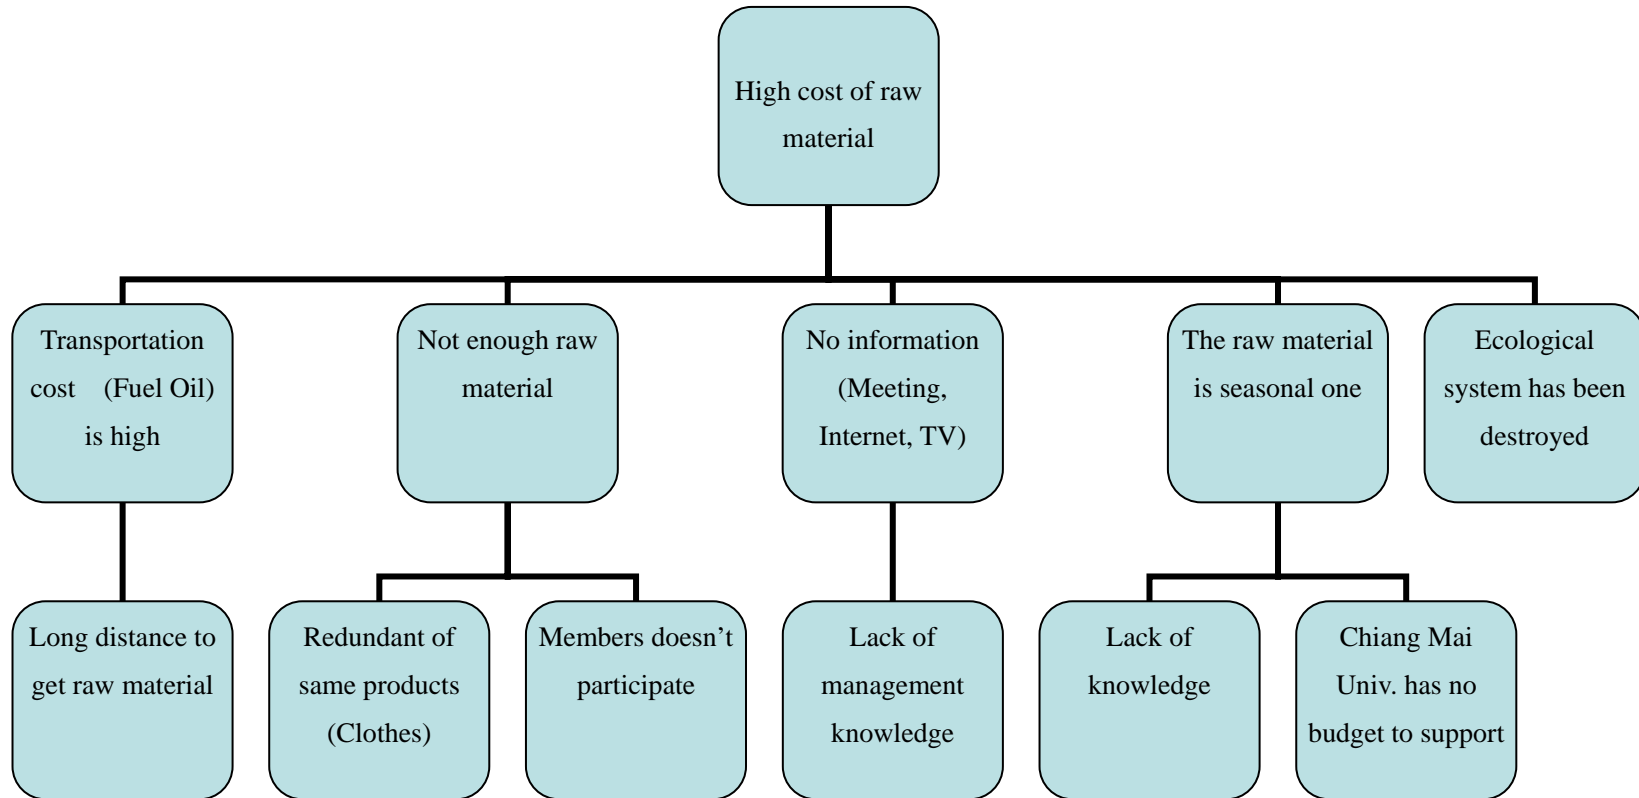 High cost of raw
material
Transportation
cost (Fuel Oil)
is high
Not enough raw
material
No information
(Meeting,
Internet, TV)
The raw material
is seasonal one
Ecological
system has been
destroyed
Long distance to
get raw material
Redundant of
same products
(Clothes)
Members doesn’t
participate
Lack of
management
knowledge
Lack of
knowledge
Chiang Mai
Univ. has no
budget to support